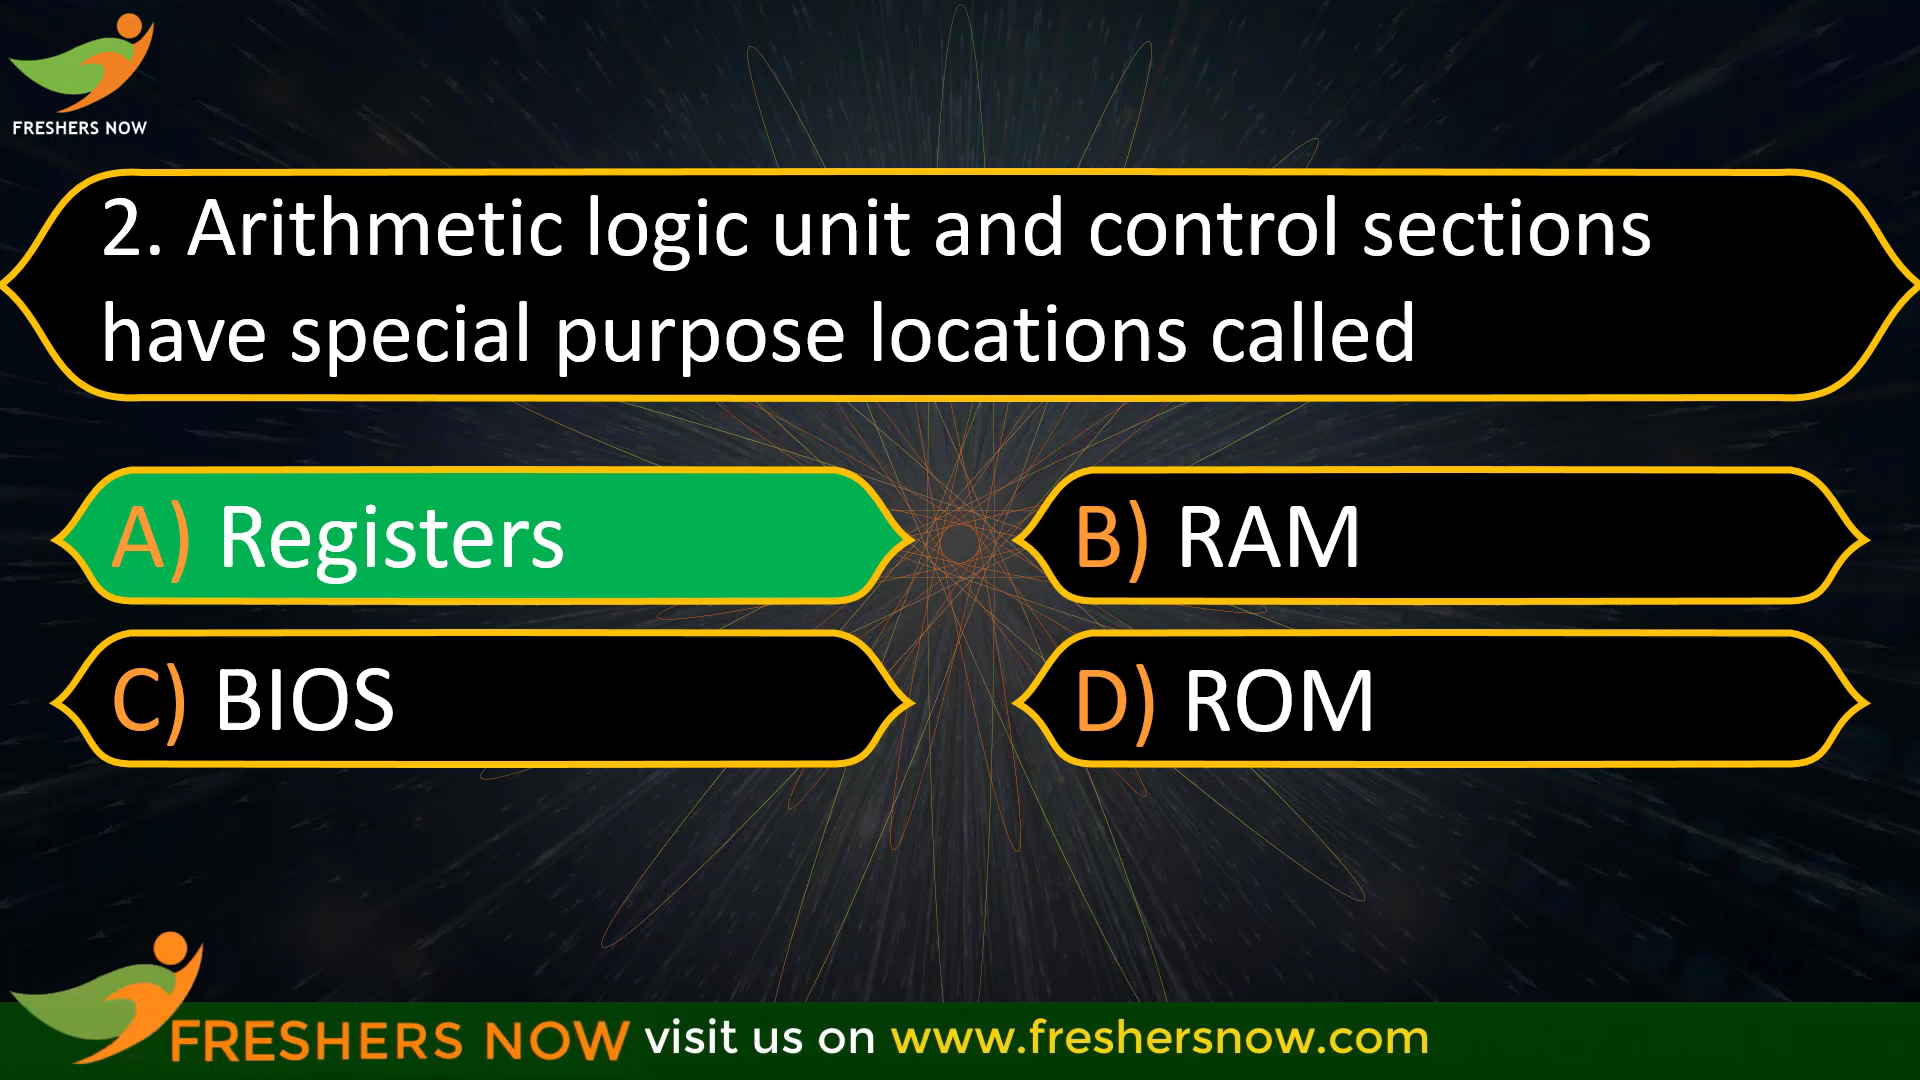 FRESHERS NOW
2. Arithmetic logic unit and control sections
have special purpose locations called
A) Registers
B) RAM
C) BIOS
D) ROM
FRESHERS NOW visit us on www.freshersnow.com